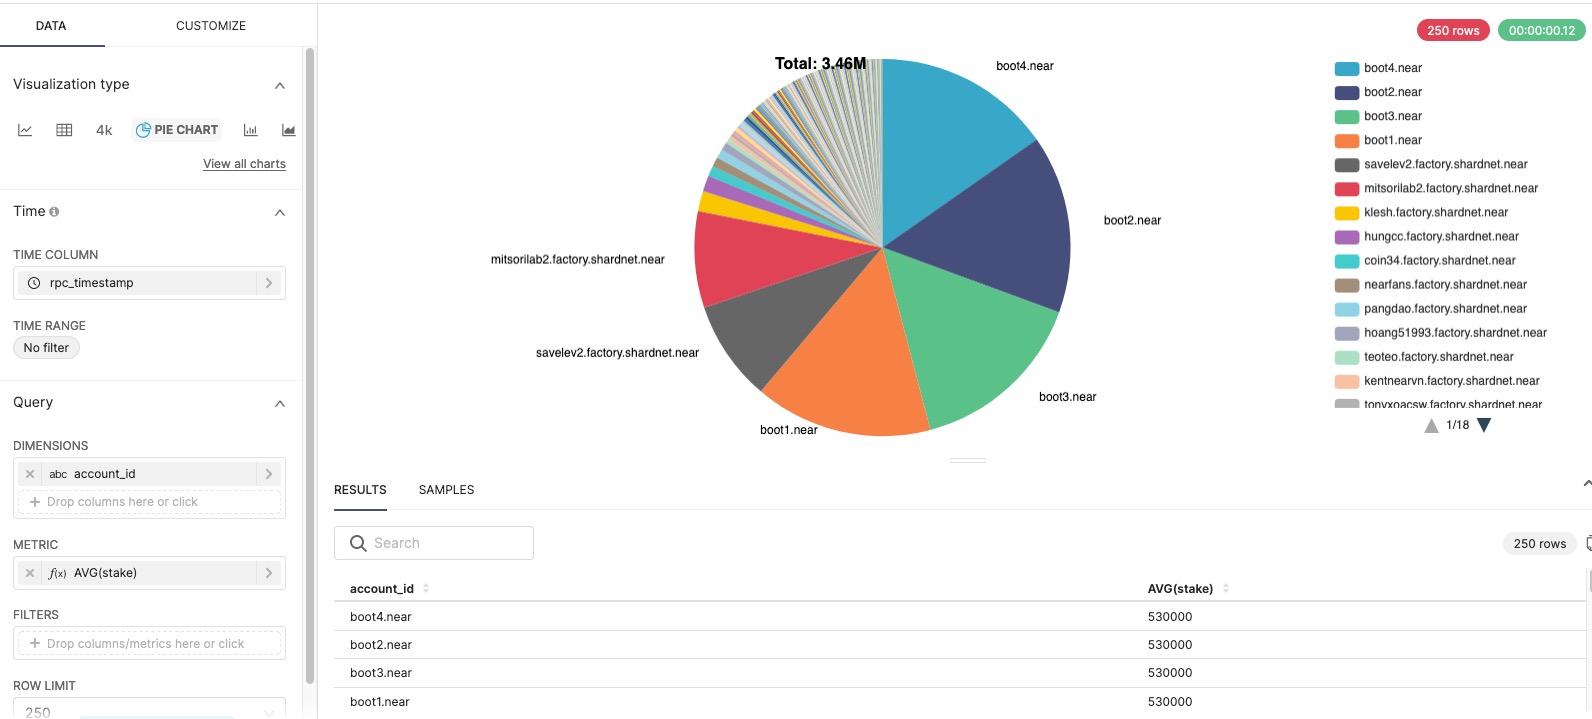 DATA
CUSTOMIZE
Visualization type
4k
PIE CHART
View all charts
Time
TIME COLUMN
rpc_timestamp
TIME RANGE
No filter
Query
DIMENSIONS
abc account_id
Drop columns here or click
METRIC
f(x) AVG(stake)
FILTERS
Drop columns/metrics here or click
ROW LIMIT
250
250 rows
00:00:00.12
Total: 3.46M
boot4.near
boot2.near
mitsorilab2.factory.shardnet.near
savelev2.factory.shardnet.near
boot3.near
boot1.near
boot4.near
boot2.near
boot3.near
boot1.near
savelev2.factory.shardnet.near
mitsorilab2.factory.shardnet.near
klesh.factory.shardnet.near
hungcc.factory.shardnet.near
coin34.factory.shardnet.near
nearfans.factory.shardnet.near
pangdao.factory.shardnet.near
hoang51993.factory.shardnet.near
teoteo.factory.shardnet.near
kentnearvn.factory.shardnet.near
tonyxoacsw.factory.shardnet.near
1/18
RESULTS
SAMPLES
Search
250 rows
account_id AVG(stake)
boot4.near 530000
boot2.near 530000
boot3.near 530000
boot1.near 530000